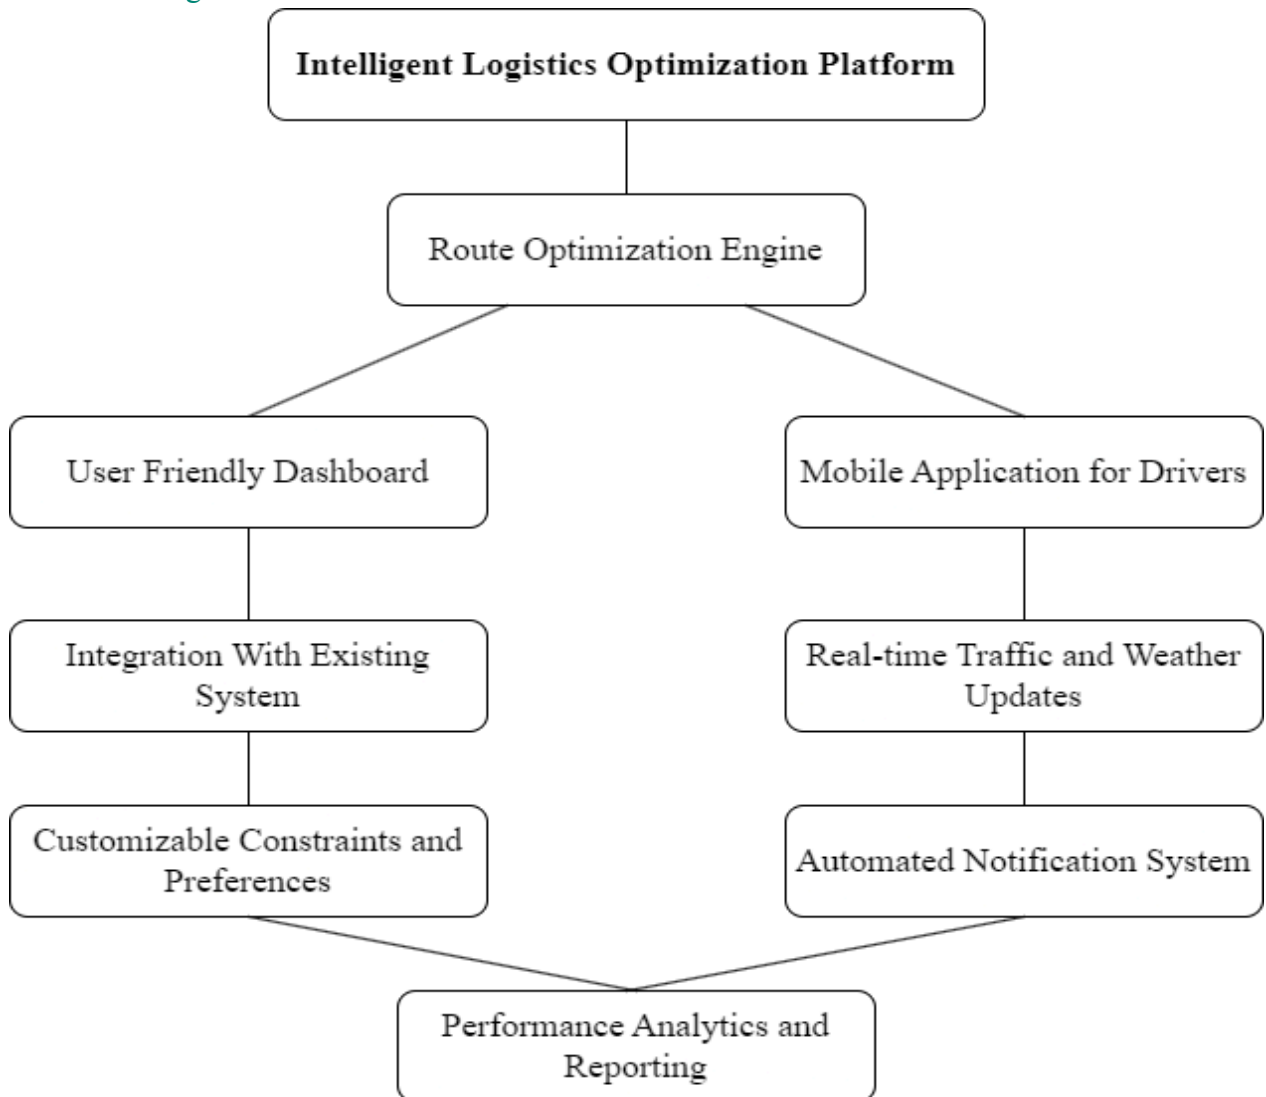 Intelligent Logistics Optimization Platform
Route Optimization Engine
User Friendly Dashboard
Mobile Application for Drivers
Integration With Existing
System
Real-time Traffic and Weather
Updates
Customizable Constraints and
Preferences
Automated Notification System
Performance Analytics and
Reporting